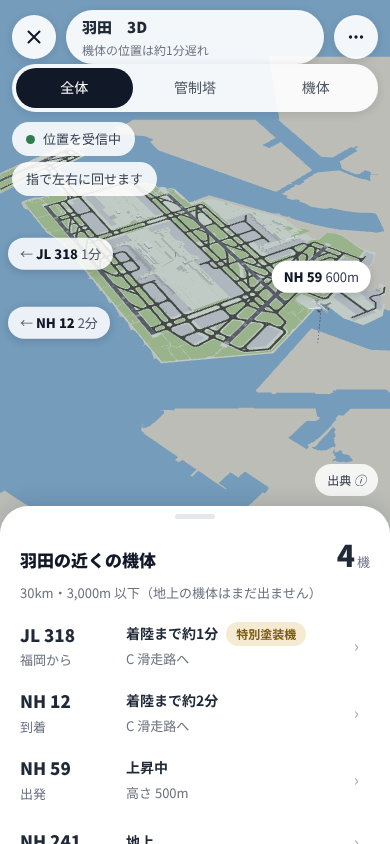 羽田　3D
機体の位置は約1分遅れ
全体
管制塔
機体
位置を受信中
指で左右に回せます
← JL 318 1分
NH 59 600m
← NH 12 2分
出典 ⓘ
羽田の近くの機体
4機
30km・3,000m 以下（地上の機体はまだ出ません）
JL 318
着陸まで約1分 特別塗装機
福岡から
C 滑走路へ
NH 12
着陸まで約2分
到着
C 滑走路へ
NH 59
上昇中
出発
高さ 500m
NH 241
地上